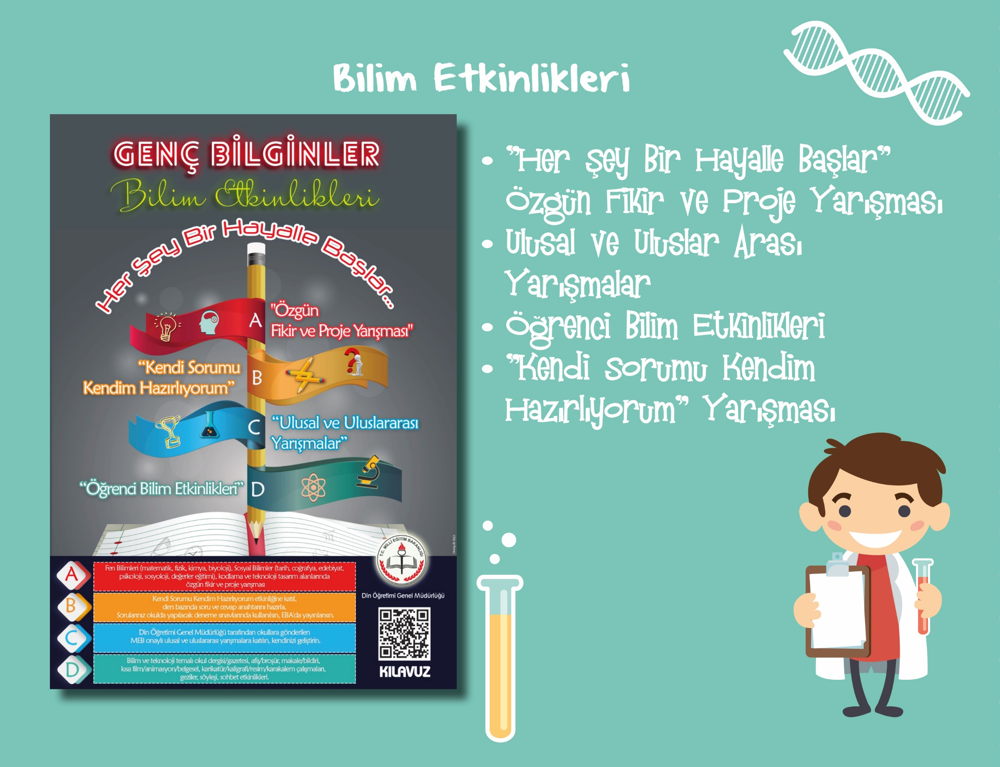 Bilim Etkinlikleri
GENÇ BİLGİNLER
Bilim Etkinlikleri
Her Şey Bir Hayalle Başlar...
A
"Özgün
Fikir ve Proje Yarışması"
“Kendi Sorumu
Kendim Hazırlıyorum”
B
C
“Ulusal ve Uluslararası
Yarışmalar”
“Öğrenci Bilim Etkinlikleri”
D
T.C. MİLLİ EĞİTİM BAKANLIĞI
A
Fen Bilimleri (matematik, fizik, kimya, biyoloji), Sosyal Bilimler (tarih, coğrafya, edebiyat,
psikoloji, sosyoloji, değerler eğitimi), kodlama ve teknoloji tasarım alanlarında
özgün fikir ve proje yarışması
B
Kendi Sorumu Kendim Hazırlıyorum etkinliğine katıl,
ders bazında soru ve cevap anahtarını hazırla.
Sorularınız okulda yapılacak deneme sınavlarında kullanılsın, EBA'da yayınlansın.
C
Din Öğretimi Genel Müdürlüğü tarafından okullara gönderilen
MEB onaylı ulusal ve uluslararası yarışmalara katılın, kendinizi geliştirin.
D
Bilim ve teknoloji temalı okul dergisi/gazetesi, afiş/broşür, makale/bildiri,
kısa film/animasyon/belgesel, karikatür/kaligrafi/resim/karakalem çalışmaları,
geziler, söyleşi, sohbet etkinlikleri.
Din Öğretimi Genel Müdürlüğü
KILAVUZ
• "Her Şey Bir Hayalle Başlar"
Özgün Fikir ve Proje Yarışması
• Ulusal ve Uluslar Arası
Yarışmalar
• Öğrenci Bilim Etkinlikleri
• "Kendi Sorumu Kendim
Hazırlıyorum" Yarışması